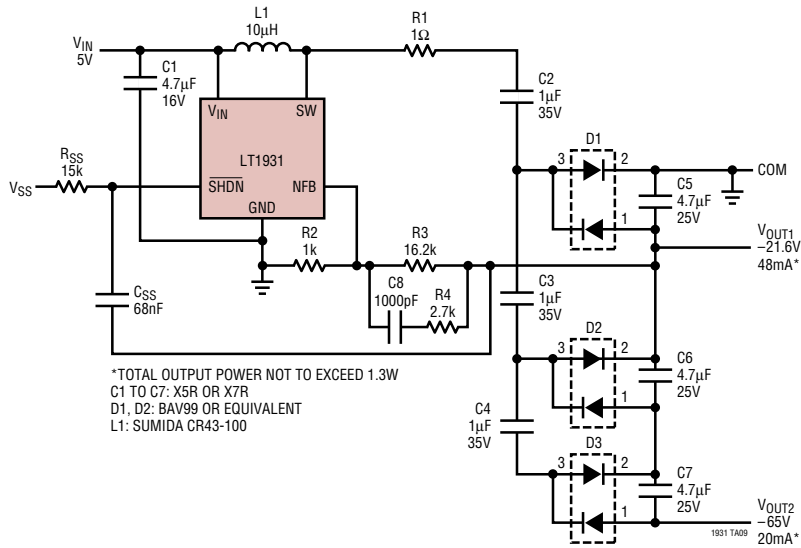 L1
10µH
R1
1Ω
VIN
5V
C1
4.7µF
16V
C2
1µF
35V
VIN
SW
LT1931
SHDN
NFB
GND
D1
3
2
1
COM
C5
4.7µF
25V
RSS
15k
VSS
R2
1k
R3
16.2k
VOUT1
–21.6V
48mA*
C8
1000pF
R4
2.7k
C3
1µF
35V
CSS
68nF
D2
3
2
1
C6
4.7µF
25V
C4
1µF
35V
D3
3
2
1
C7
4.7µF
25V
VOUT2
–65V
20mA*
*TOTAL OUTPUT POWER NOT TO EXCEED 1.3W
C1 TO C7: X5R OR X7R
D1, D2: BAV99 OR EQUIVALENT
L1: SUMIDA CR43-100
1931 TA09